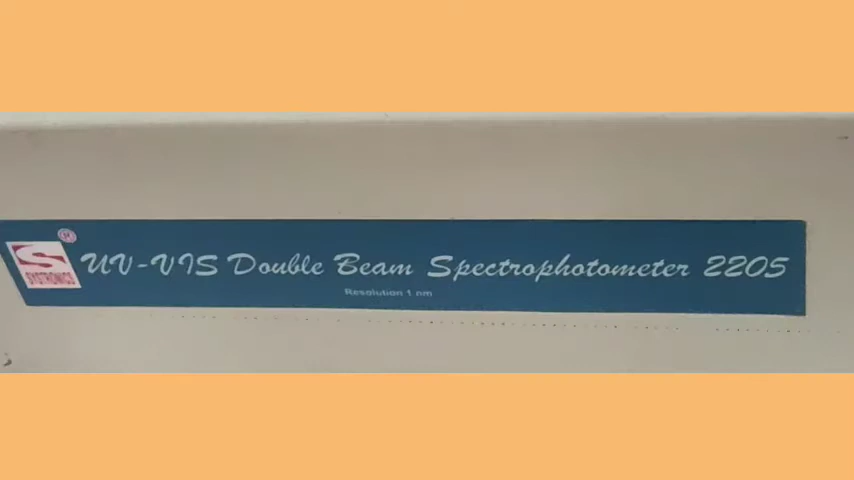 SYSTRONICS
UV-VIS Double Beam Spectrophotometer 2205
Resolution 1 nm